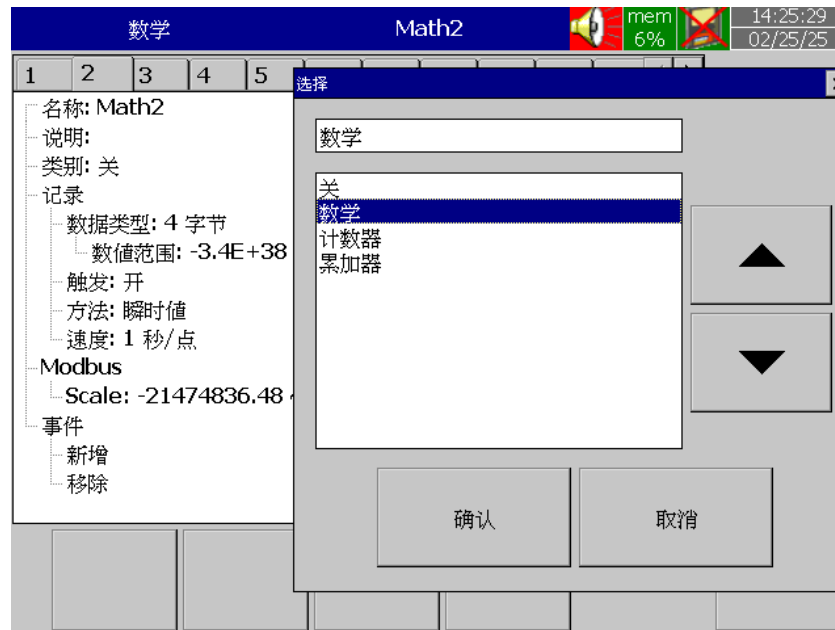 数学 Math2 mem 6% 14:25:29 02/25/25
1 2 3 4 5
名称: Math2
说明:
类别: 关
记录
数据类型: 4 字节
数值范围: -3.4E+38
触发: 开
方法: 瞬时值
速度: 1 秒/点
Modbus
Scale: -21474836.48
事件
新增
移除
选择
数学
关
数学
计数器
累加器
确认
取消